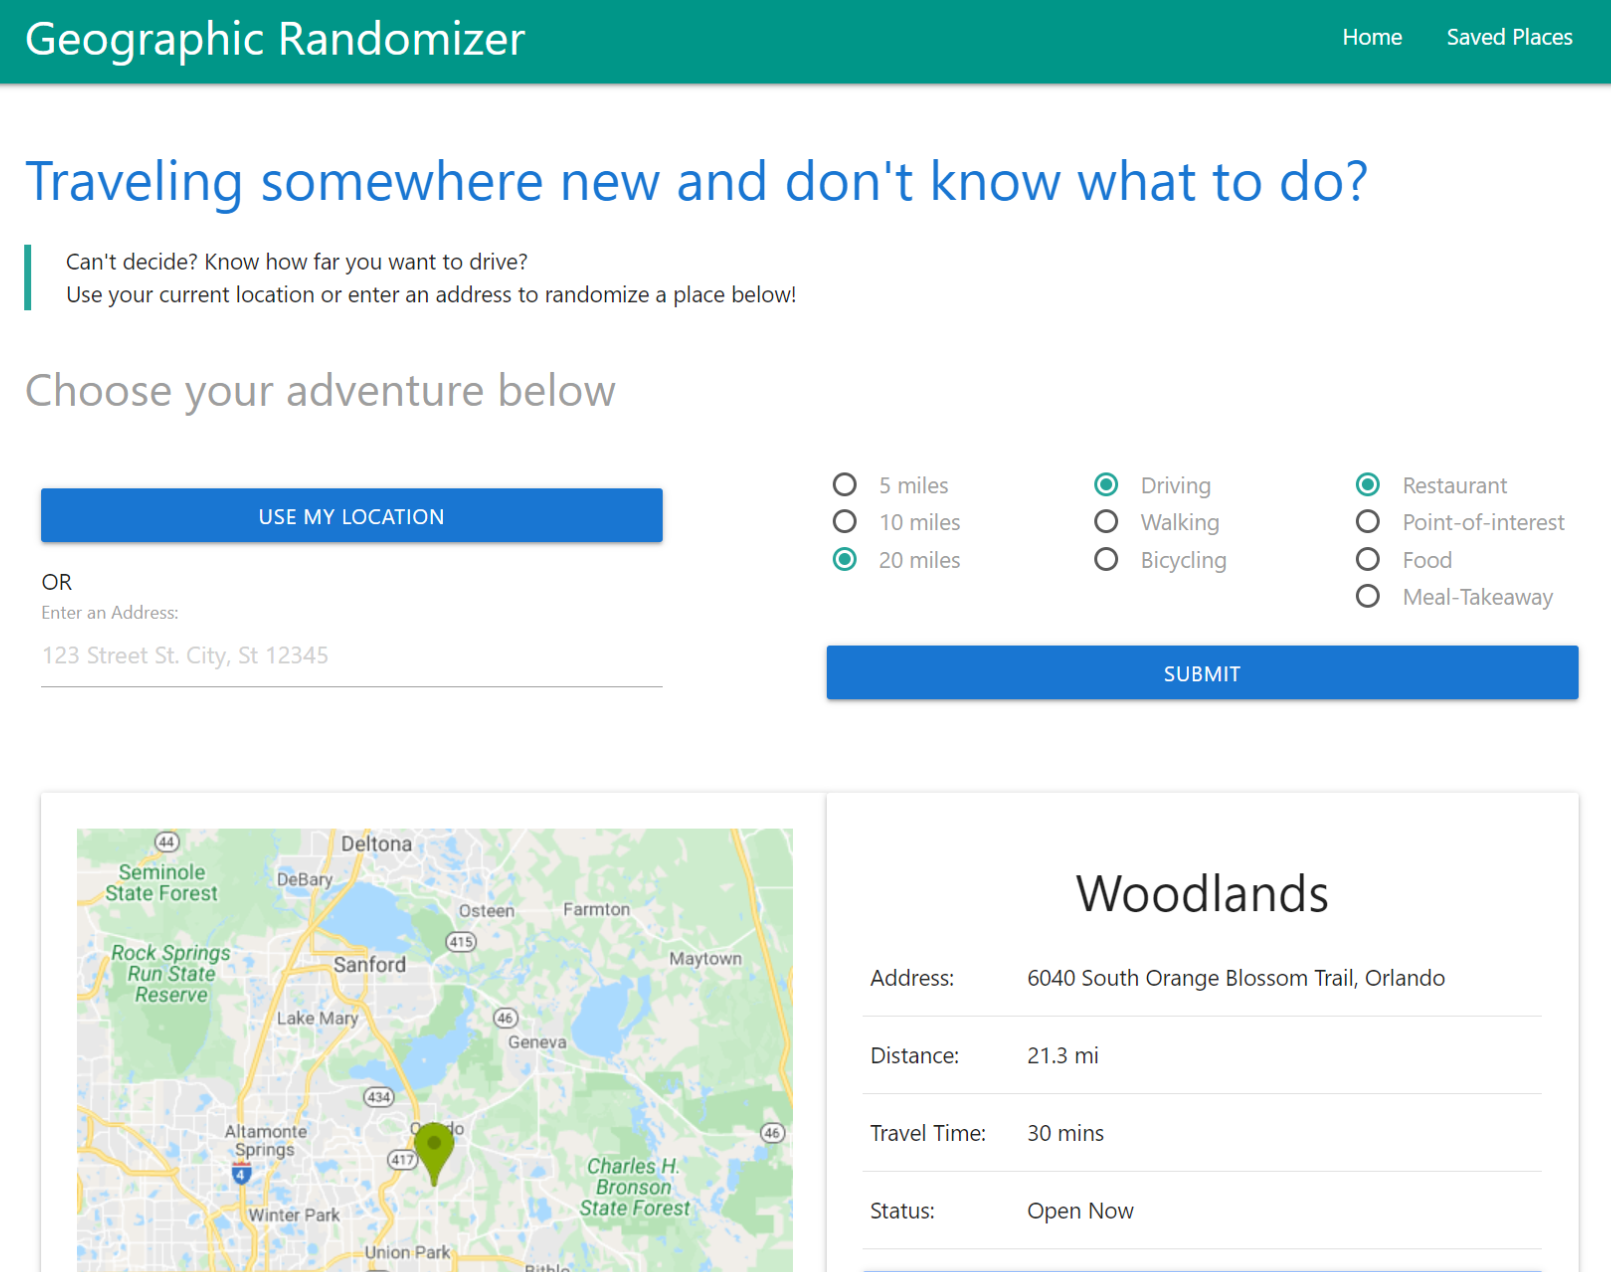 Geographic Randomizer
Home
Saved Places
Traveling somewhere new and don't know what to do?
Can't decide? Know how far you want to drive?
Use your current location or enter an address to randomize a place below!
Choose your adventure below
USE MY LOCATION
OR
Enter an Address:
123 Street St. City, St 12345
5 miles
10 miles
20 miles
Driving
Walking
Bicycling
Restaurant
Point-of-interest
Food
Meal-Takeaway
SUBMIT
44
Deltona
Seminole
State Forest
DeBary
Osteen
Farmton
415
Rock Springs
Run State
Reserve
Sanford
Maytown
Lake Mary
46
Geneva
434
Altamonte
Springs
46
417
4
Charles H.
Bronson
State Forest
Winter Park
Union Park
Woodlands
Address:
6040 South Orange Blossom Trail, Orlando
Distance:
21.3 mi
Travel Time:
30 mins
Status:
Open Now